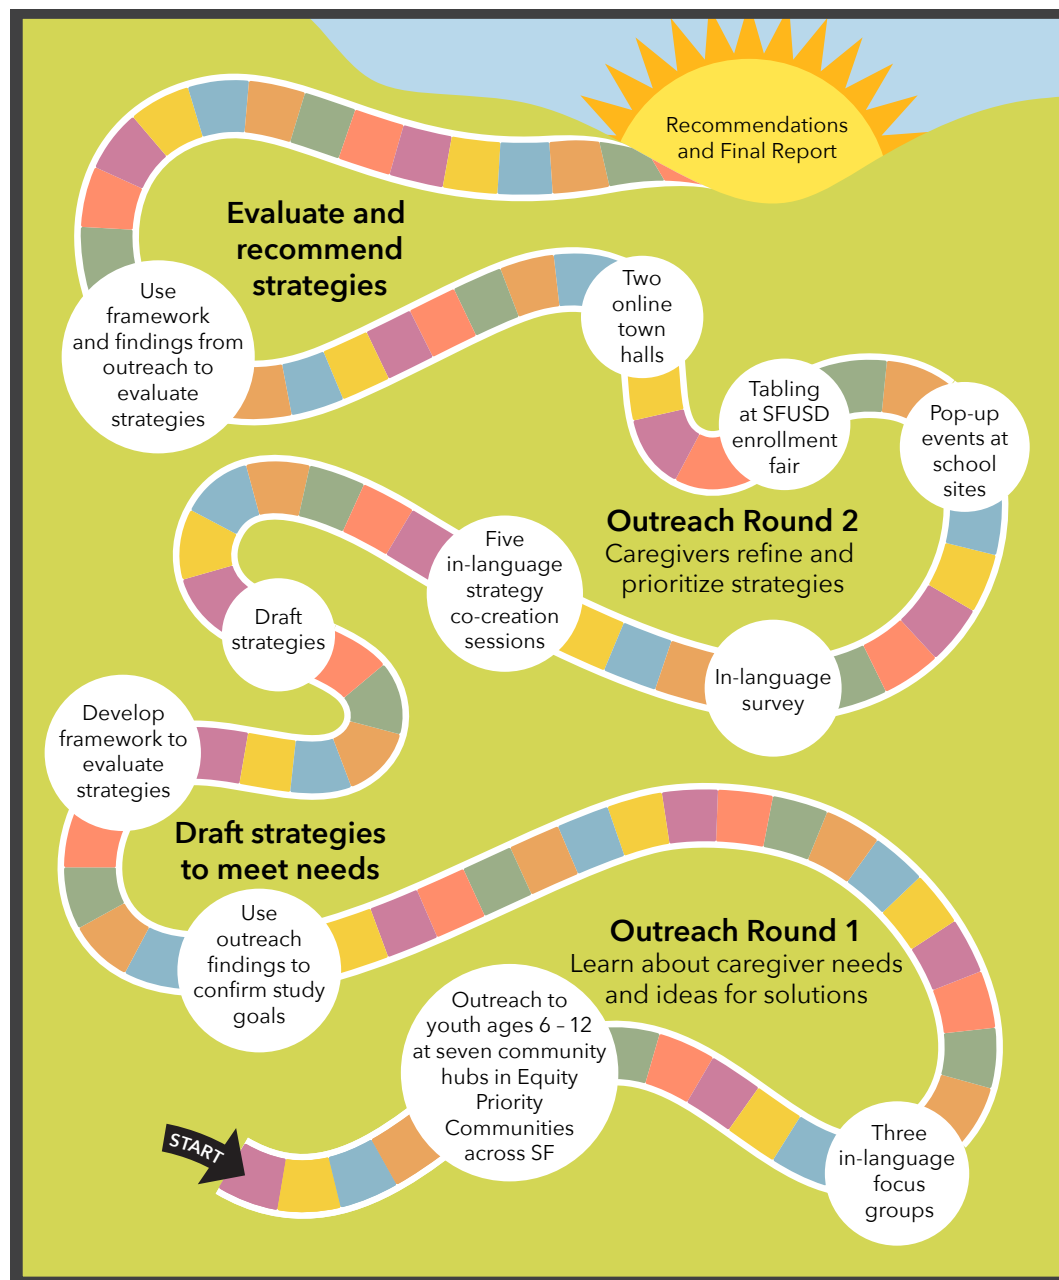 Recommendations
and Final Report
Evaluate and
recommend
strategies
Use
framework
and findings from
outreach to
evaluate
strategies
Two
online
town
halls
Tabling
at SFUSD
enrollment
fair
Pop-up
events at
school
sites
Outreach Round 2
Caregivers refine and
prioritize strategies
Five
in-language
strategy
co-creation
sessions
In-language
survey
Draft
strategies
Develop
framework to
evaluate
strategies
Draft strategies
to meet needs
Use
outreach
findings to
confirm study
goals
Outreach Round 1
Learn about caregiver needs
and ideas for solutions
Outreach to
youth ages 6 – 12
at seven community
hubs in Equity
Priority
Communities
across SF
Three
in-language
focus
groups
START